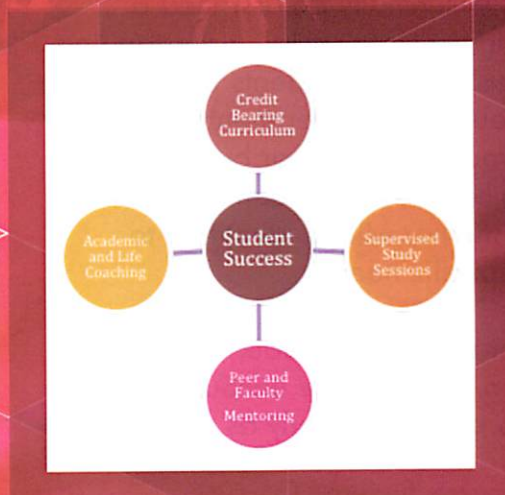 Credit
Bearing
Curriculum
Academic
and Life
Coaching
Student
Success
Supervised
Study
Sessions
Peer and
Faculty
Mentoring